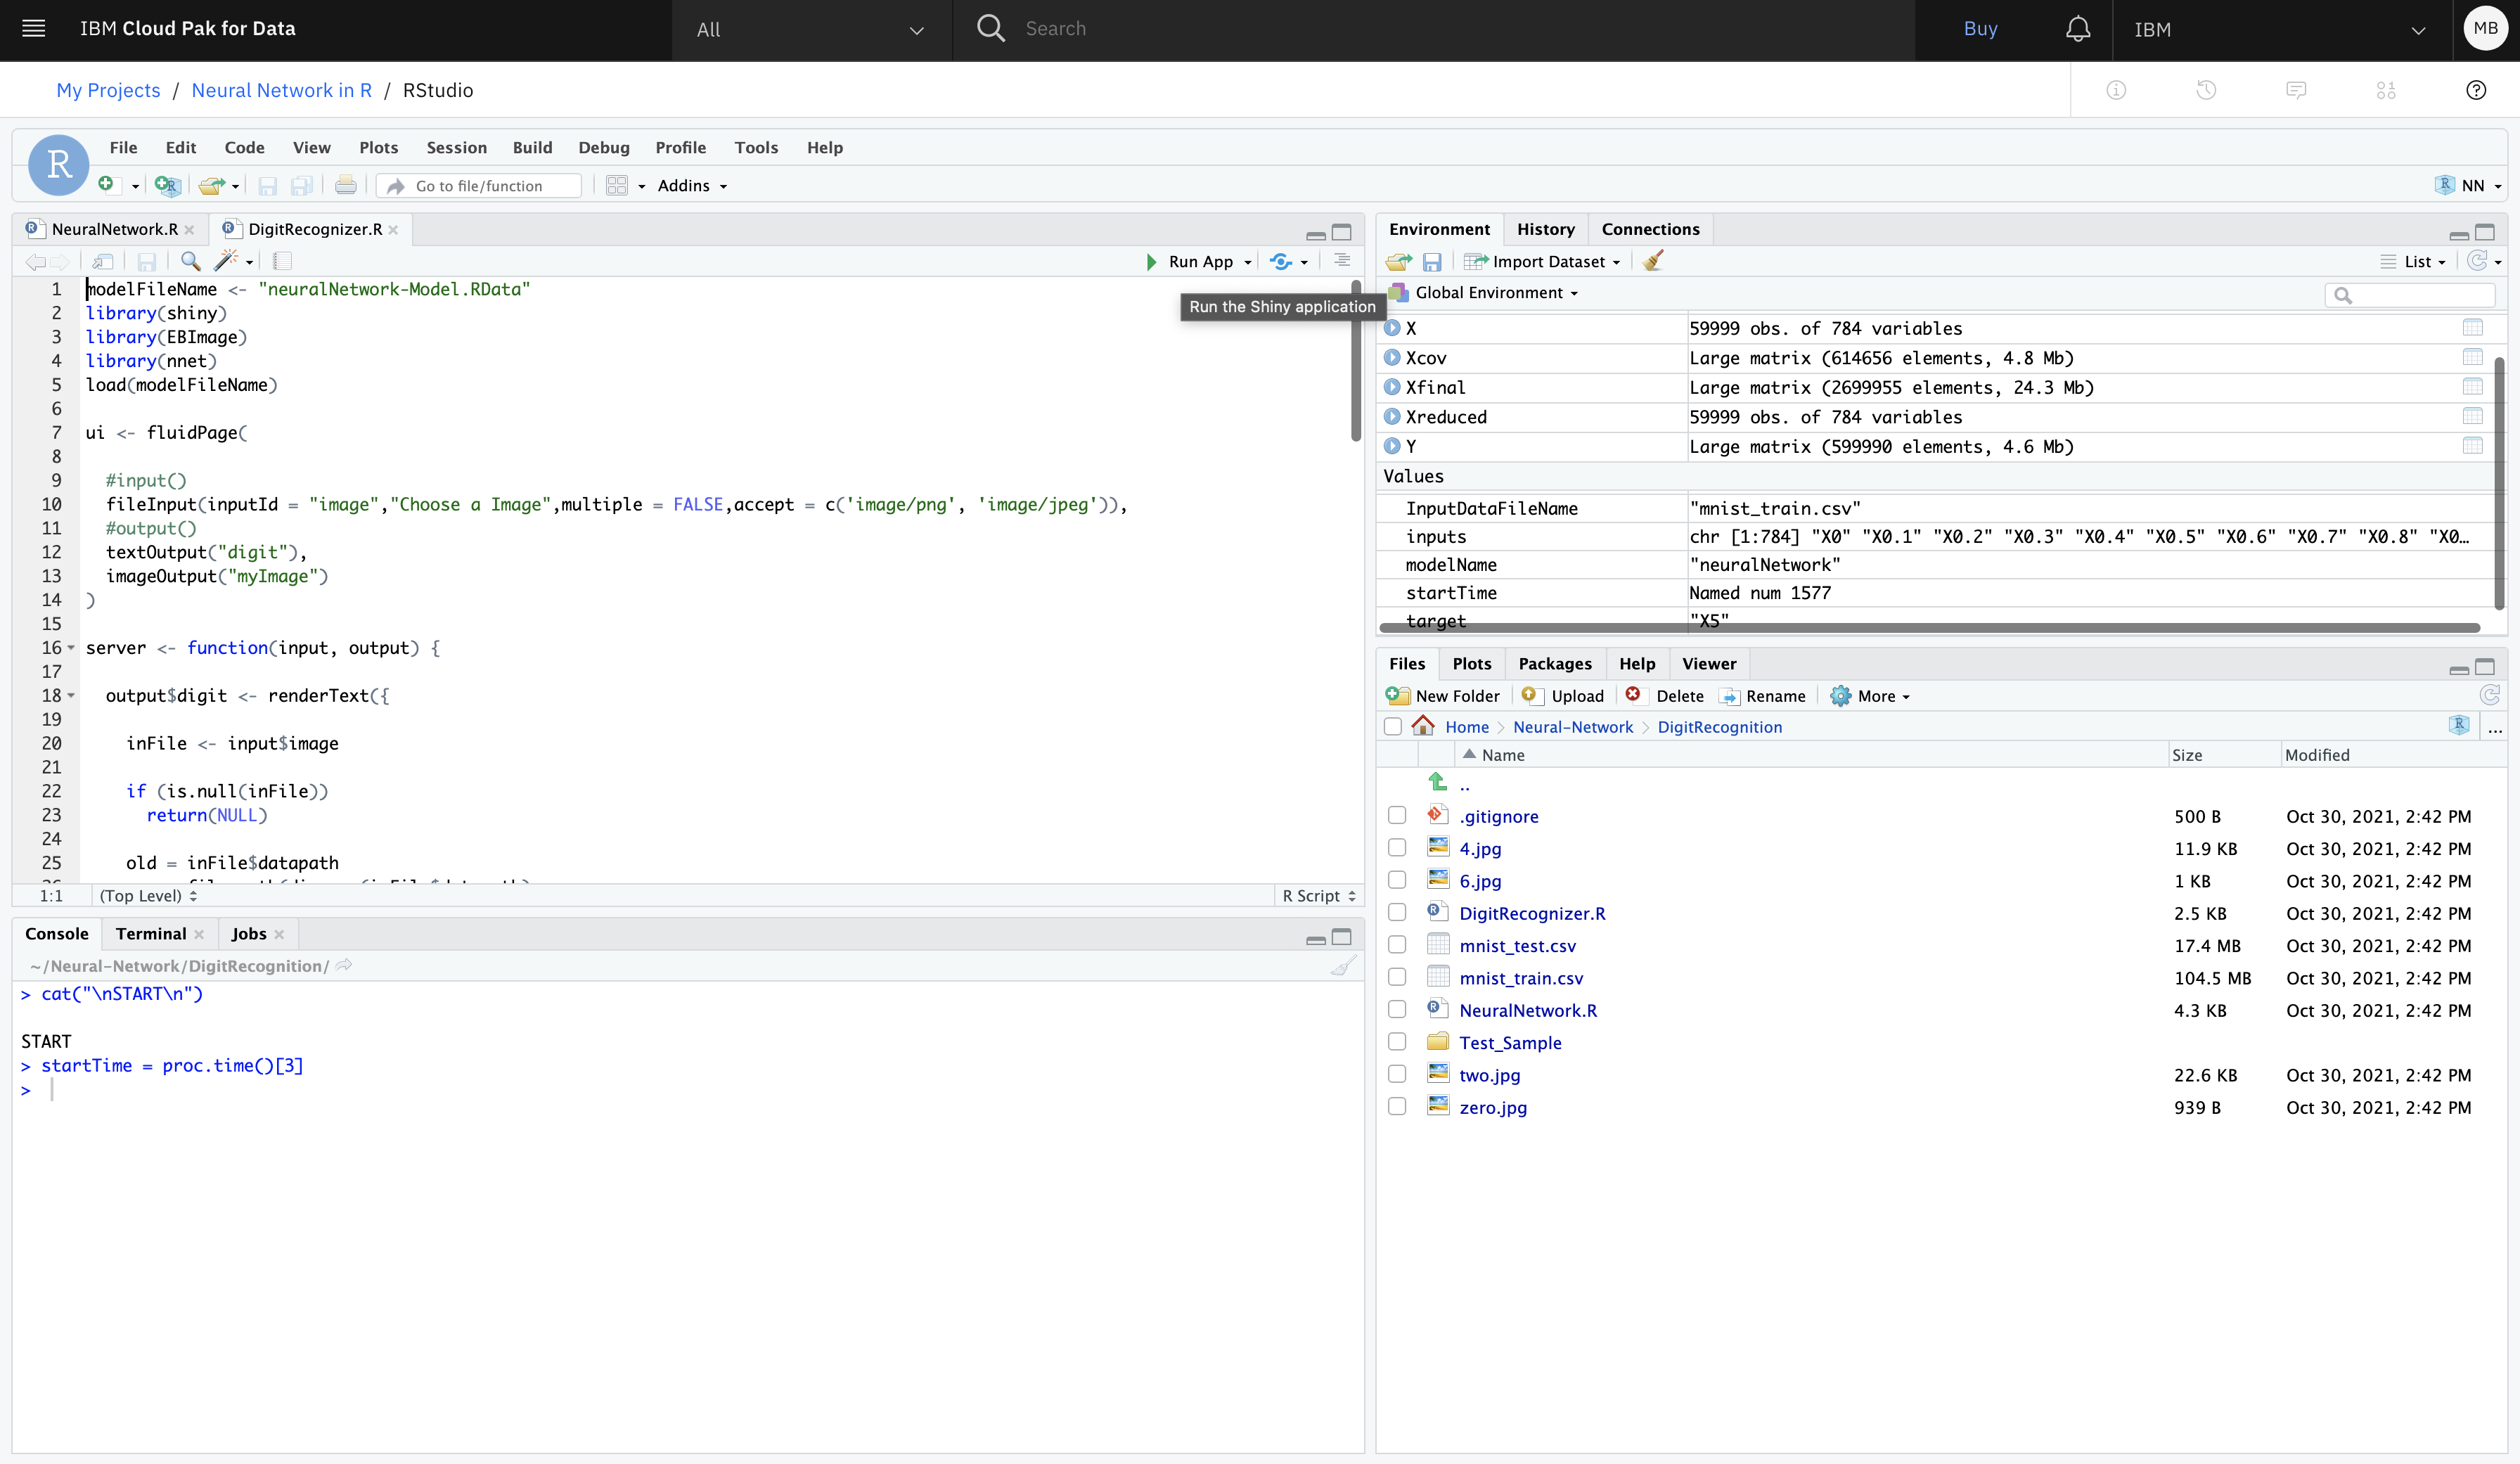 IBM Cloud Pak for Data
All
Search
Buy
IBM
MB
My Projects / Neural Network in R / RStudio
R
File Edit Code View Plots Session Build Debug Profile Tools Help
Go to file/function
Addins
NN
NeuralNetwork.R
DigitRecognizer.R
Run App
Run the Shiny application
1 modelFileName <- "neuralNetwork-Model.RData"
2 library(shiny)
3 library(EBImage)
4 library(nnet)
5 load(modelFileName)
6
7 ui <- fluidPage(
8
9 #input()
10 fileInput(inputId = "image","Choose a Image",multiple = FALSE,accept = c('image/png', 'image/jpeg')),
11 #output()
12 textOutput("digit"),
13 imageOutput("myImage")
14 )
15
16 server <- function(input, output) {
17
18 output$digit <- renderText({
19
20 inFile <- input$image
21
22 if (is.null(inFile))
23 return(NULL)
24
25 old = inFile$datapath
1:1 (Top Level) R Script
Console Terminal Jobs
~/Neural-Network/DigitRecognition/
> cat("\nSTART\n")
START
> startTime = proc.time()[3]
>
Environment History Connections
Import Dataset
List
Global Environment
X 59999 obs. of 784 variables
Xcov Large matrix (614656 elements, 4.8 Mb)
Xfinal Large matrix (2699955 elements, 24.3 Mb)
Xreduced 59999 obs. of 784 variables
Y Large matrix (599990 elements, 4.6 Mb)
Values
InputDataFileName "mnist_train.csv"
inputs chr [1:784] "X0" "X0.1" "X0.2" "X0.3" "X0.4" "X0.5" "X0.6" "X0.7" "X0.8" "X0…
modelName "neuralNetwork"
startTime Named num 1577
target "X5"
Files Plots Packages Help Viewer
New Folder Upload Delete Rename More
Home Neural-Network DigitRecognition ...
Name Size Modified
..
.gitignore 500 B Oct 30, 2021, 2:42 PM
4.jpg 11.9 KB Oct 30, 2021, 2:42 PM
6.jpg 1 KB Oct 30, 2021, 2:42 PM
DigitRecognizer.R 2.5 KB Oct 30, 2021, 2:42 PM
mnist_test.csv 17.4 MB Oct 30, 2021, 2:42 PM
mnist_train.csv 104.5 MB Oct 30, 2021, 2:42 PM
NeuralNetwork.R 4.3 KB Oct 30, 2021, 2:42 PM
Test_Sample
two.jpg 22.6 KB Oct 30, 2021, 2:42 PM
zero.jpg 939 B Oct 30, 2021, 2:42 PM